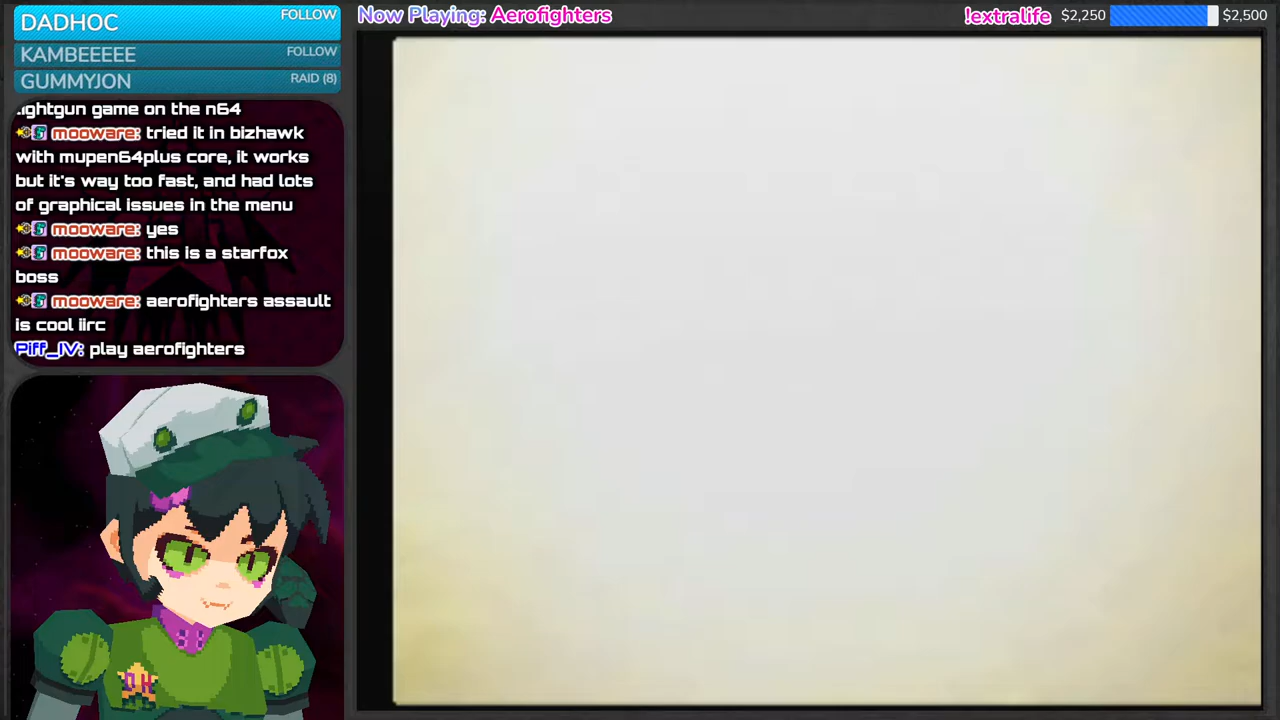 DADHOC FOLLOW
KAMBEEEEE FOLLOW
GUMMYJON RAID (8)
Now Playing: Aerofighters
!extralife $2,250 $2,500
game on the n64
mooware: tried it in bizhawk
with mupen64plus core, it works
but it's way too fast, and had lots
of graphical issues in the menu
mooware: yes
mooware: this is a starfox
boss
mooware: aerofighters assault
is cool iirc
Piff_IV: play aerofighters